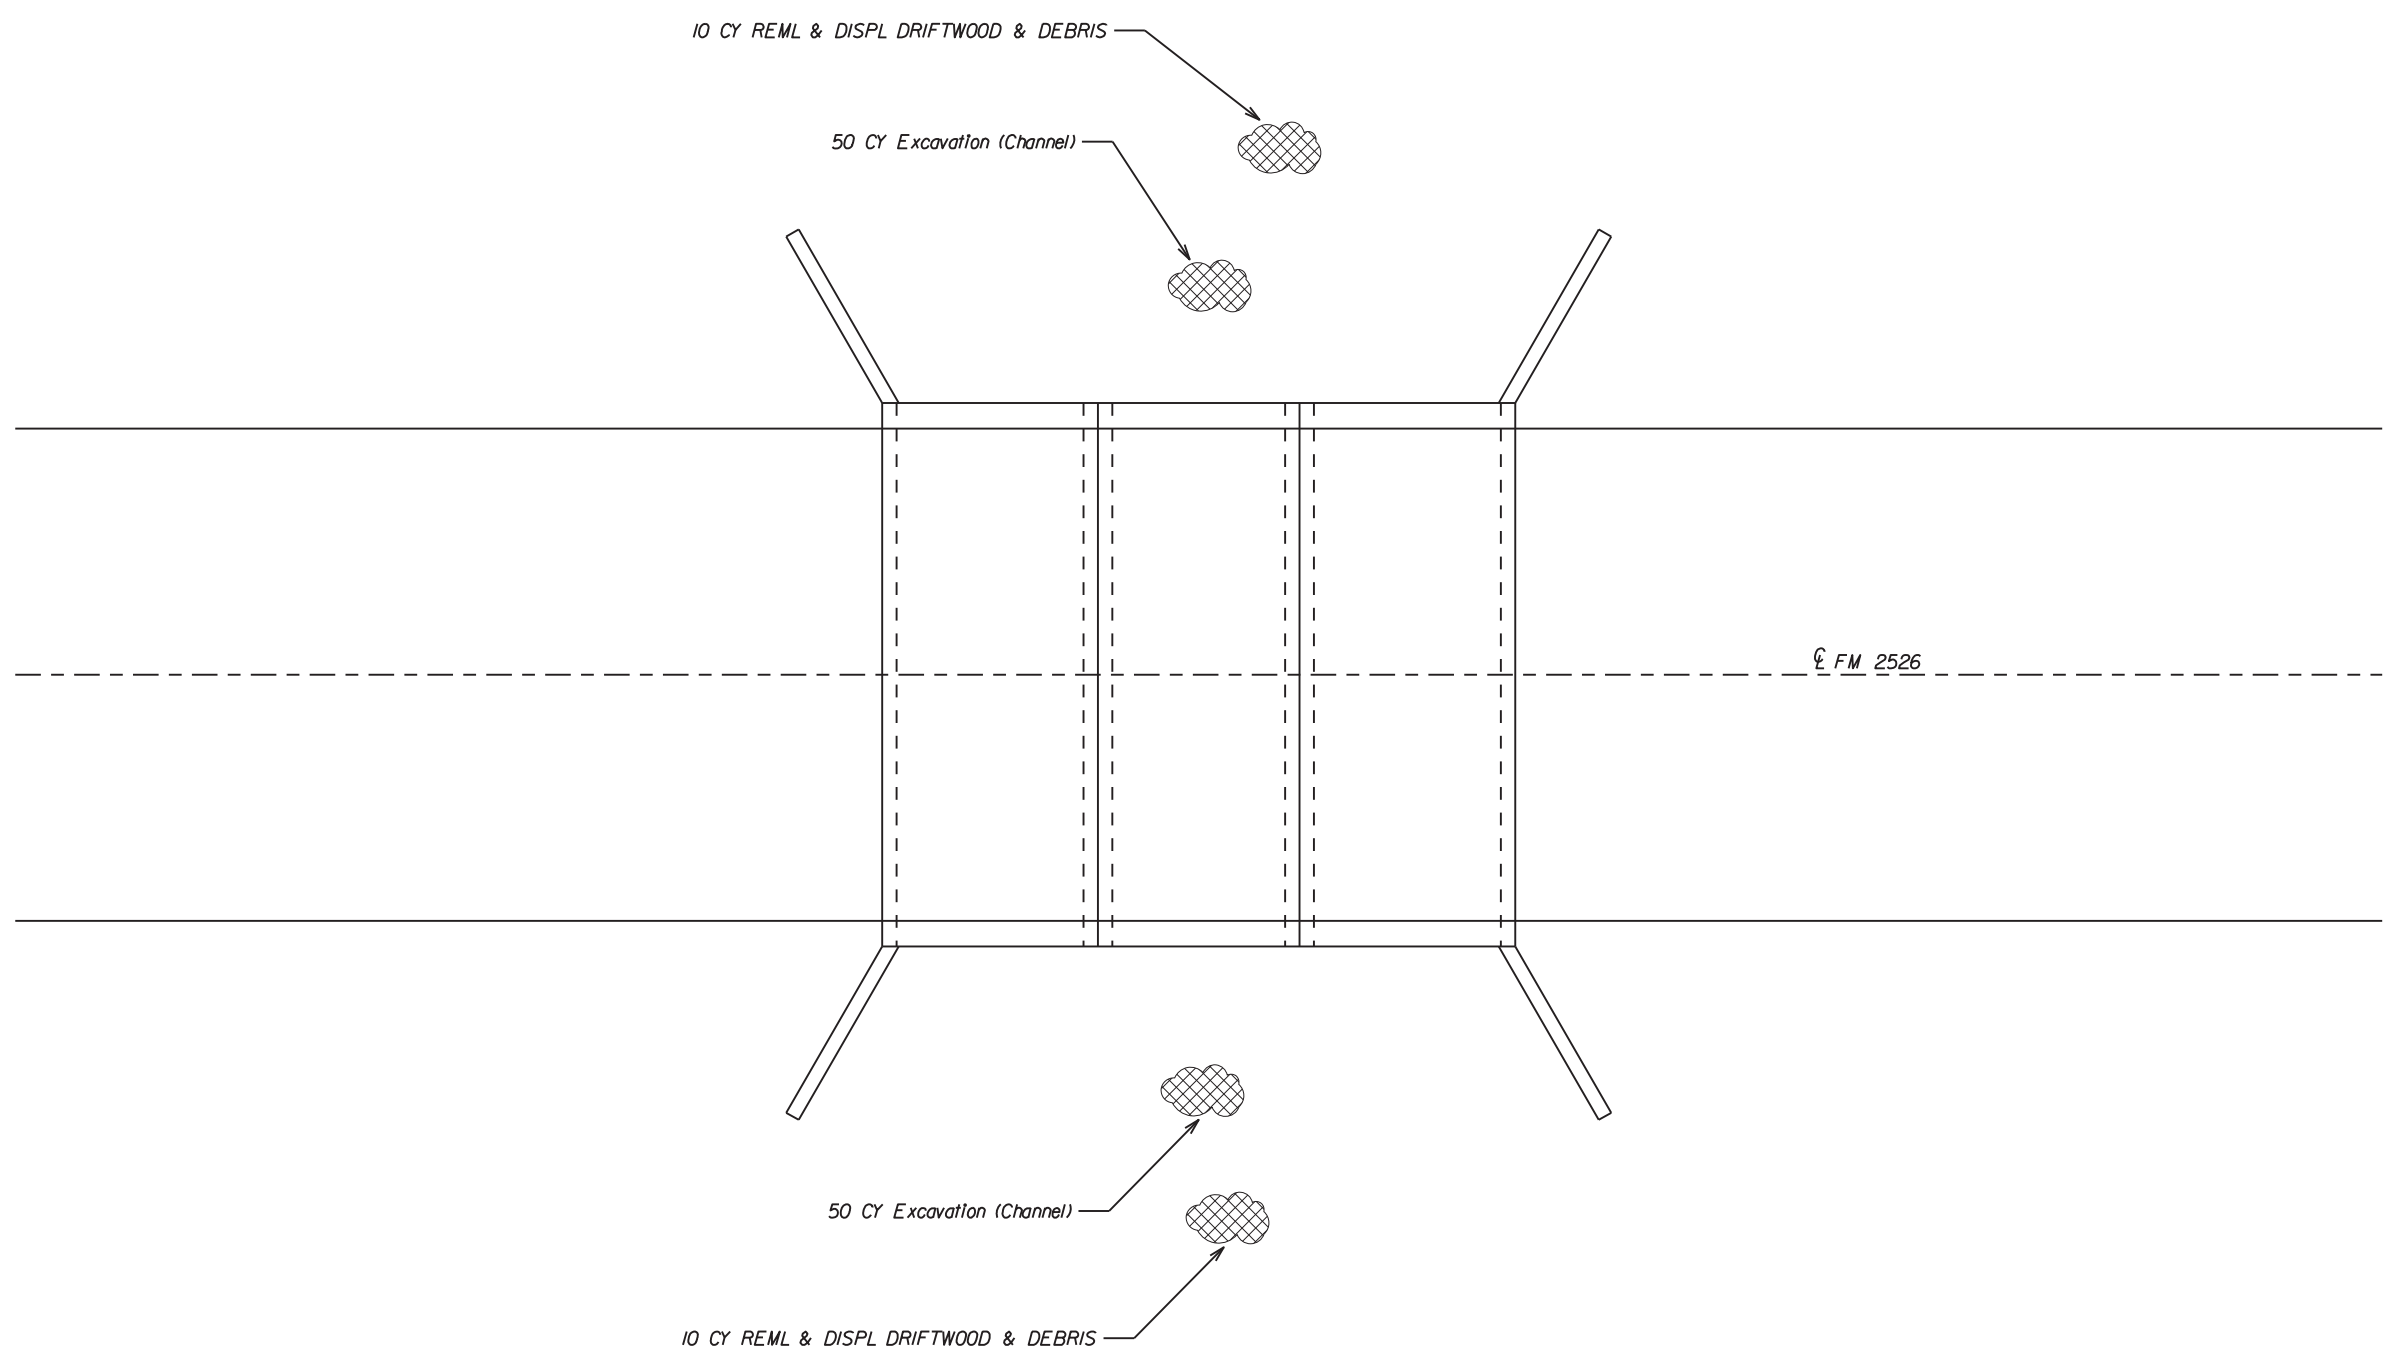 10 CY REML & DISPL DRIFTWOOD & DEBRIS
50 CY Excavation (Channel)
℄ FM 2526
50 CY Excavation (Channel)
10 CY REML & DISPL DRIFTWOOD & DEBRIS